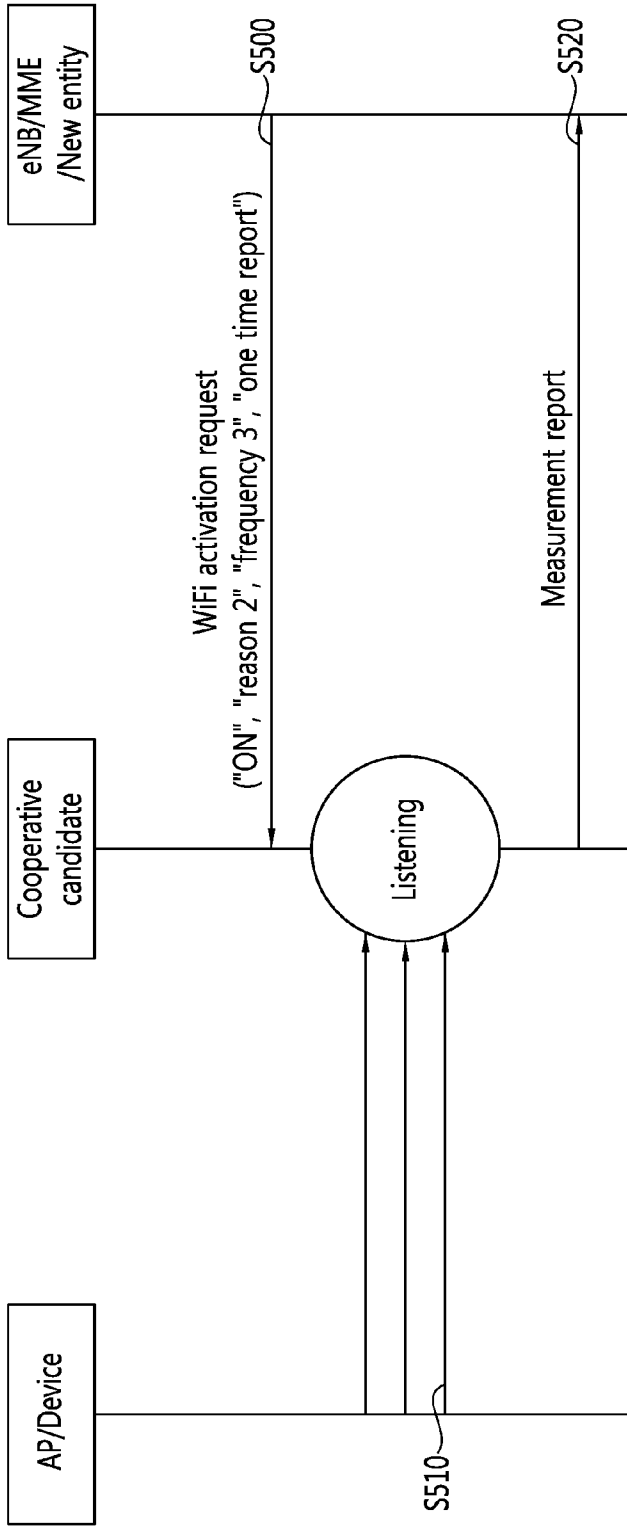 AP/Device
Cooperative
candidate
eNB/MME
/New entity
WiFi activation request
("ON", "reason 2", "frequency 3", "one time report")
S500
Listening
S510
Measurement report
S520